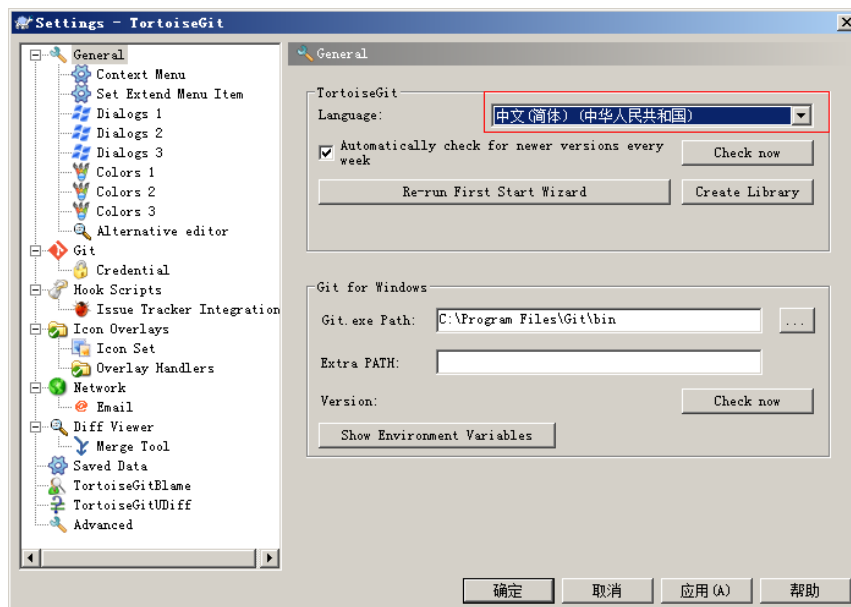 Settings - TortoiseGit
General
Context Menu
Set Extend Menu Item
Dialogs 1
Dialogs 2
Dialogs 3
Colors 1
Colors 2
Colors 3
Alternative editor
Git
Credential
Hook Scripts
Issue Tracker Integration
Icon Overlays
Icon Set
Overlay Handlers
Network
Email
Diff Viewer
Merge Tool
Saved Data
TortoiseGitBlame
TortoiseGitUDiff
Advanced
General
TortoiseGit
Language:
中文(简体) (中华人民共和国)
Automatically check for newer versions every
week
Check now
Re-run First Start Wizard
Create Library
Git for Windows
Git.exe Path:
C:\Program Files\Git\bin
...
Extra PATH:
Version:
Check now
Show Environment Variables
确定
取消
应用(A)
帮助